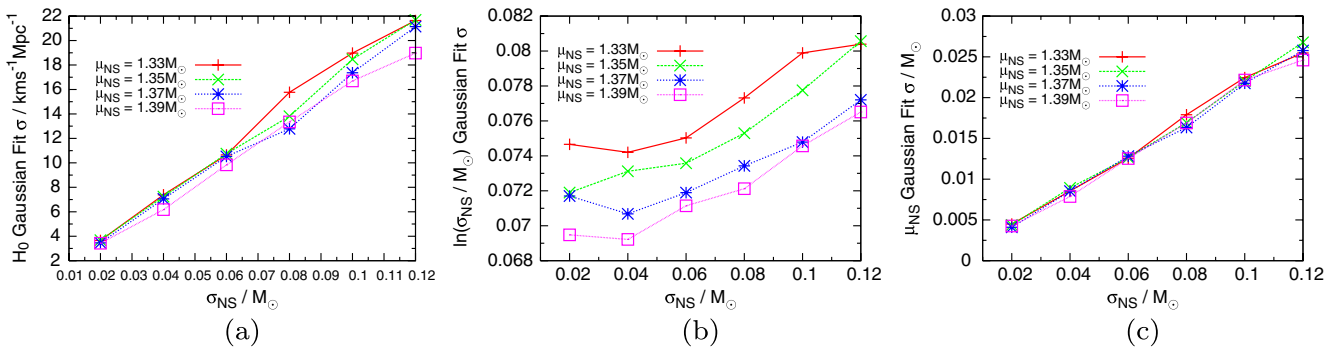 H₀ Gaussian Fit σ / kms⁻¹Mpc⁻¹
22
20
18
16
14
12
10
8
6
4
2
μNS = 1.33M⊙
μNS = 1.35M⊙
μNS = 1.37M⊙
μNS = 1.39M⊙
0.01 0.02 0.03 0.04 0.05 0.06 0.07 0.08 0.09 0.10 0.11 0.12
σNS / M⊙
(a)
ln(σNS / M⊙) Gaussian Fit σ
0.082
0.08
0.078
0.076
0.074
0.072
0.07
0.068
μNS = 1.33M⊙
μNS = 1.35M⊙
μNS = 1.37M⊙
μNS = 1.39M⊙
0.02 0.04 0.06 0.08 0.1 0.12
σNS / M⊙
(b)
μNS Gaussian Fit σ / M⊙
0.03
0.025
0.02
0.015
0.01
0.005
0
μNS = 1.33M⊙
μNS = 1.35M⊙
μNS = 1.37M⊙
μNS = 1.39M⊙
0.02 0.04 0.06 0.08 0.1 0.12
σNS / M⊙
(c)